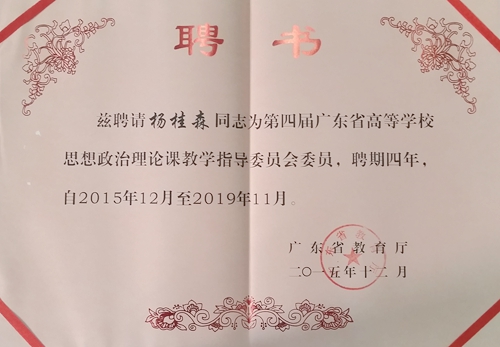 聘书
兹聘请杨桂森同志为第四届广东省高等学校
思想政治理论课教学指导委员会委员，聘期四年，
自2015年12月至2019年11月。
广东省教育厅
二〇一五年十二月